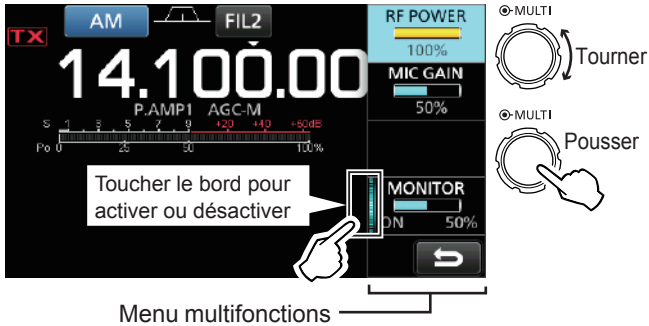 AM
FIL2
TX
14.100.00
P.AMP1 AGC-M
S 1 3 5 7 9 +20 +40 +60dB
Po 0 25 50 100%
RF POWER
100%
MIC GAIN
50%
MONITOR
ON 50%
Toucher le bord pour
activer ou désactiver
Menu multifonctions
MULTI
Tourner
MULTI
Pousser